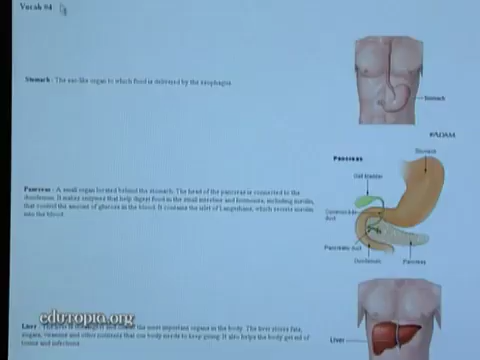 Vocab #4
Stomach - The sac-like organ to which food is delivered by the esophagus.
Stomach
ADAM
Pancreas
Stomach
Gall bladder
Common bile duct
Pancreatic duct
Duodenum
Pancreas
Pancreas - A small organ located behind the stomach. The head of the pancreas is connected to the
duodenum. It makes enzymes that help digest food in the small intestine and hormones, including insulin,
that control the amount of glucose in the blood. It contains the islet of Langerhans, which secrete insulin
into the blood.
edutopia.org
Liver - The liver is one of the most important organs in the body. The liver stores fats,
sugars, vitamins and other nutrients that our body needs to keep going. It also helps the body get rid of
toxins and infections.
Liver